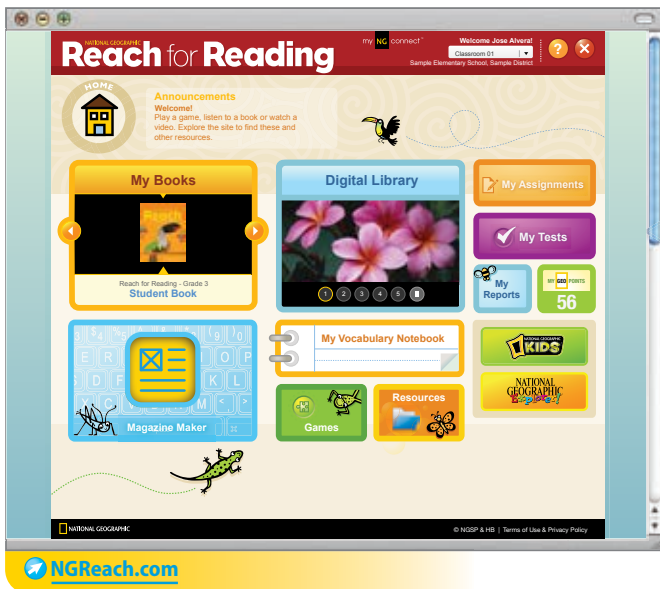 NATIONAL GEOGRAPHIC
Reach for Reading
my NG connect™
Welcome Jose Alvera!
Classroom 01
?
Sample Elementary School, Sample District
HOME
Announcements
Welcome!
Play a game, listen to a book or watch a
video. Explore the site to find these and
other resources.
My Books
Reach
Reach for Reading - Grade 3
Student Book
Digital Library
1 2 3 4 5
My Assignments
My Tests
My
Reports
MY GEO POINTS
56
Magazine Maker
My Vocabulary Notebook
Games
Resources
NATIONAL GEOGRAPHIC
KIDS
NATIONAL
GEOGRAPHIC
Explorer!
NATIONAL GEOGRAPHIC
© NGSP & HB | Terms of Use & Privacy Policy
NGReach.com